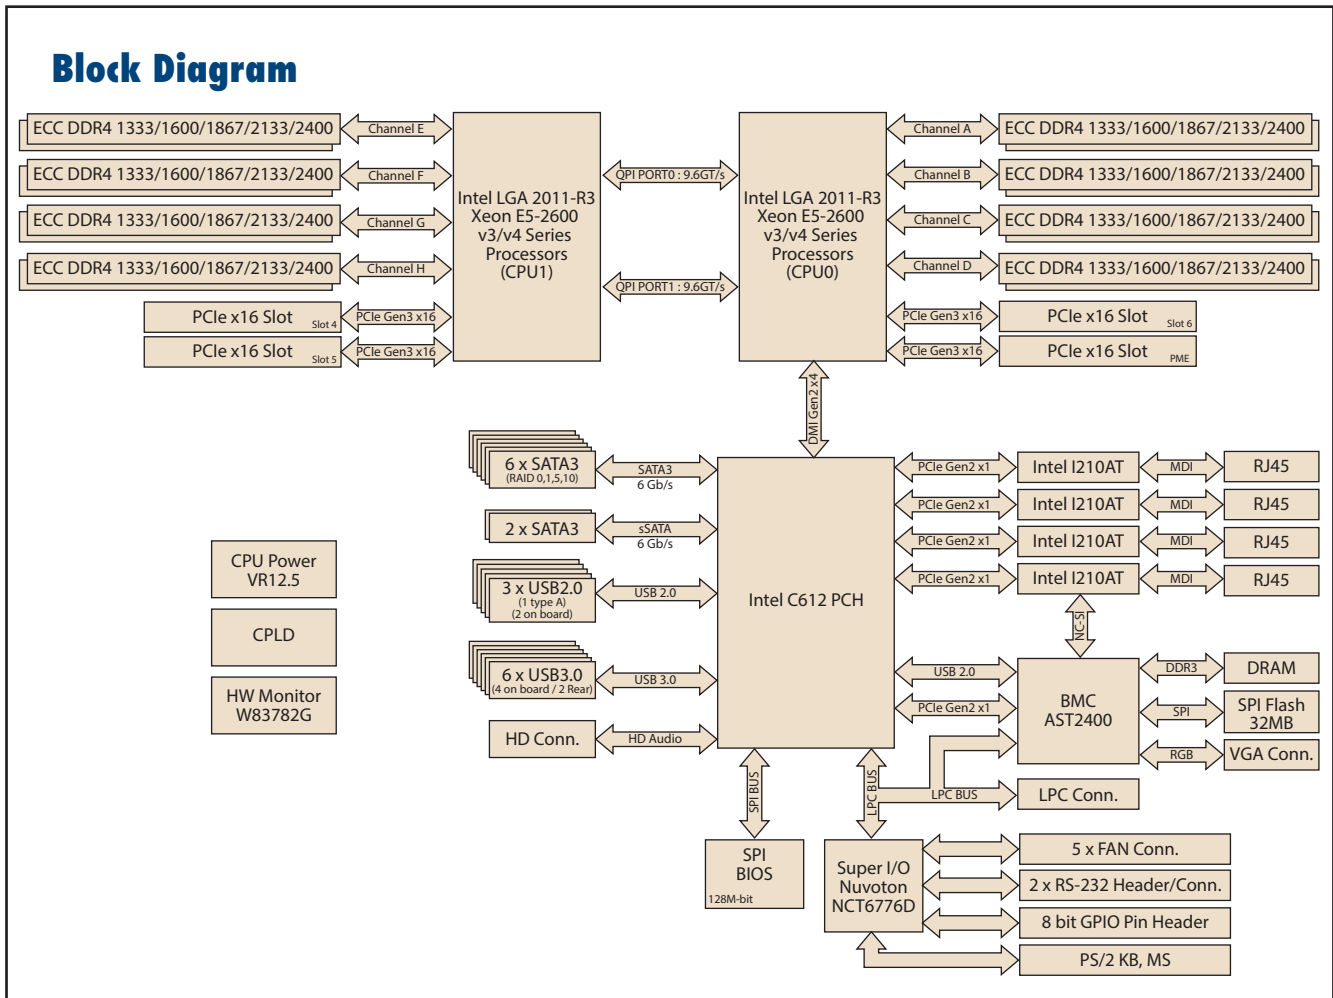 Block Diagram
ECC DDR4 1333/1600/1867/2133/2400
Channel E
ECC DDR4 1333/1600/1867/2133/2400
Channel F
ECC DDR4 1333/1600/1867/2133/2400
Channel G
ECC DDR4 1333/1600/1867/2133/2400
Channel H
PCIe x16 Slot
Slot 4
PCIe Gen3 x16
PCIe x16 Slot
Slot 5
PCIe Gen3 x16
Intel LGA 2011-R3
Xeon E5-2600
v3/v4 Series
Processors
(CPU1)
QPI PORT0 : 9.6GT/s
QPI PORT1 : 9.6GT/s
Intel LGA 2011-R3
Xeon E5-2600
v3/v4 Series
Processors
(CPU0)
Channel A
ECC DDR4 1333/1600/1867/2133/2400
Channel B
ECC DDR4 1333/1600/1867/2133/2400
Channel C
ECC DDR4 1333/1600/1867/2133/2400
Channel D
ECC DDR4 1333/1600/1867/2133/2400
PCIe Gen3 x16
PCIe x16 Slot
Slot 6
PCIe Gen3 x16
PCIe x16 Slot
PME
DMI Gen2 x4
CPU Power
VR12.5
CPLD
HW Monitor
W83782G
6 x SATA3
(RAID 0,1,5,10)
SATA3
6 Gb/s
2 x SATA3
sSATA
6 Gb/s
3 x USB2.0
(1 type A)
(2 on board)
USB 2.0
6 x USB3.0
(4 on board / 2 Rear)
USB 3.0
HD Conn.
HD Audio
Intel C612 PCH
PCIe Gen2 x1
Intel I210AT
MDI
RJ45
PCIe Gen2 x1
Intel I210AT
MDI
RJ45
PCIe Gen2 x1
Intel I210AT
MDI
RJ45
PCIe Gen2 x1
Intel I210AT
MDI
RJ45
NC-SI
USB 2.0
PCIe Gen2 x1
BMC
AST2400
DDR3
DRAM
SPI
SPI Flash
32MB
RGB
VGA Conn.
SPI BUS
LPC BUS
LPC BUS
LPC Conn.
SPI
BIOS
128M-bit
Super I/O
Nuvoton
NCT6776D
5 x FAN Conn.
2 x RS-232 Header/Conn.
8 bit GPIO Pin Header
PS/2 KB, MS